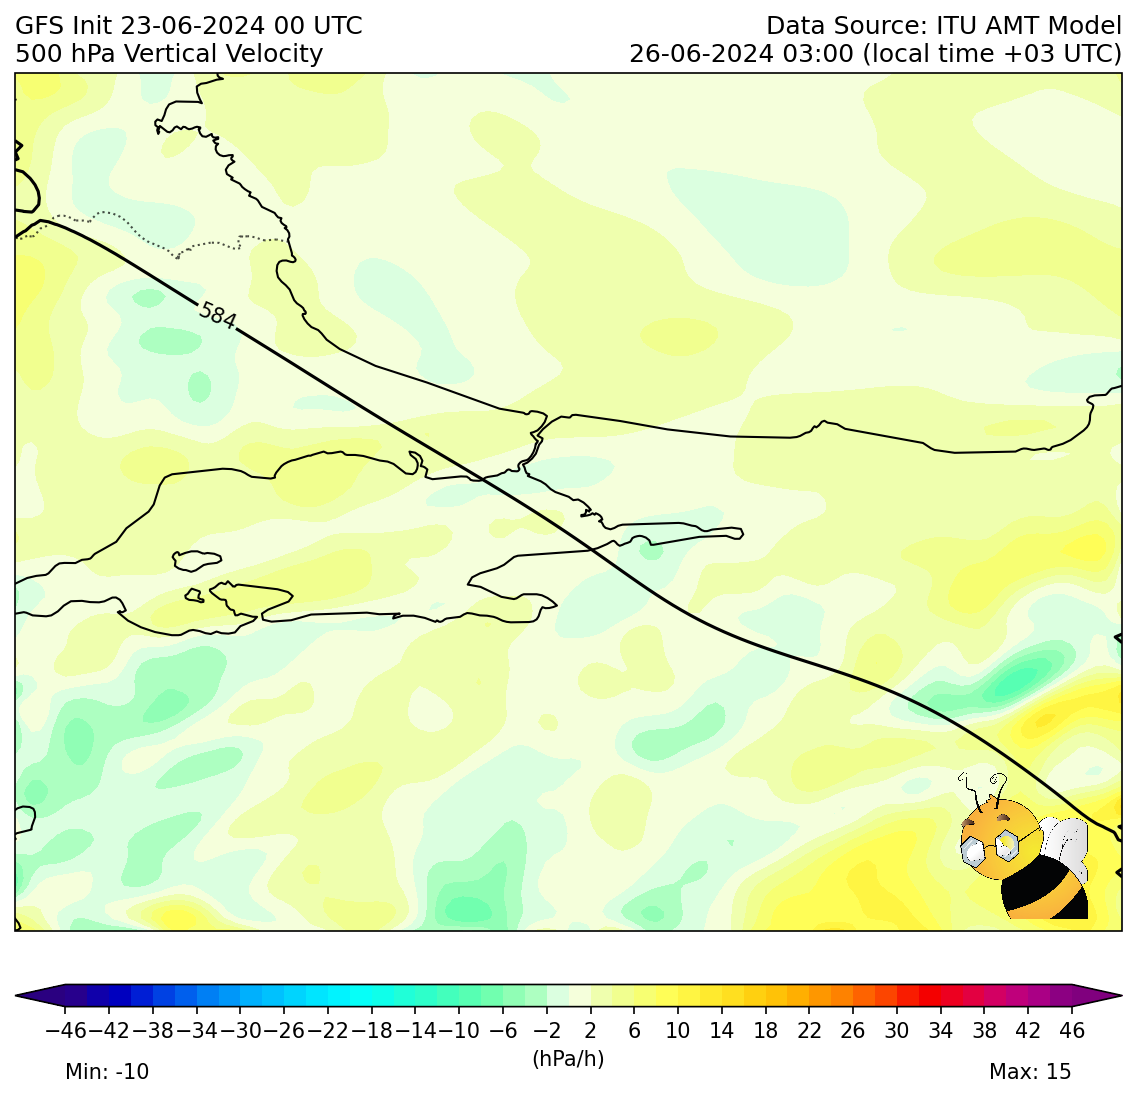 GFS Init 23-06-2024 00 UTC
Data Source: ITU AMT Model
500 hPa Vertical Velocity
26-06-2024 03:00 (local time +03 UTC)
584
−46 −42 −38 −34 −30 −26 −22 −18 −14 −10 −6 −2 2 6 10 14 18 22 26 30 34 38 42 46
(hPa/h)
Min: -10
Max: 15